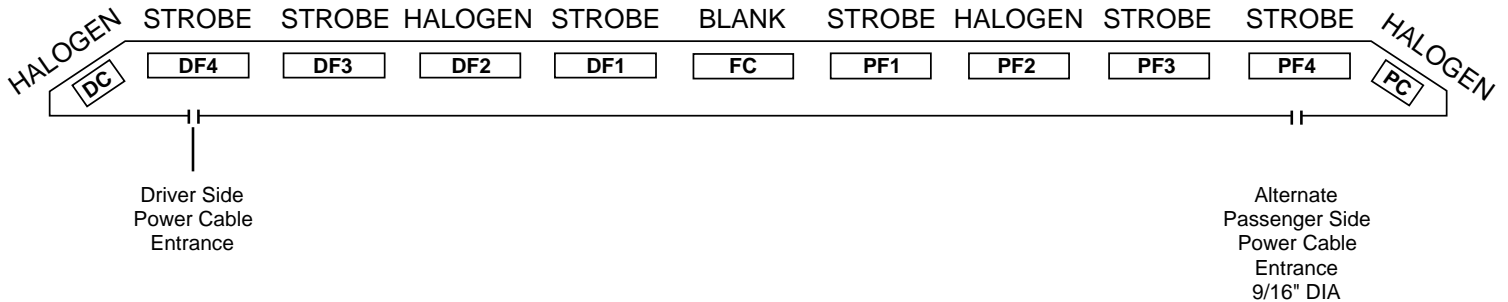 HALOGEN STROBE STROBE HALOGEN STROBE BLANK STROBE HALOGEN STROBE STROBE HALOGEN
DC DF4 DF3 DF2 DF1 FC PF1 PF2 PF3 PF4 PC
Driver Side
Power Cable
Entrance
Alternate
Passenger Side
Power Cable
Entrance
9/16" DIA